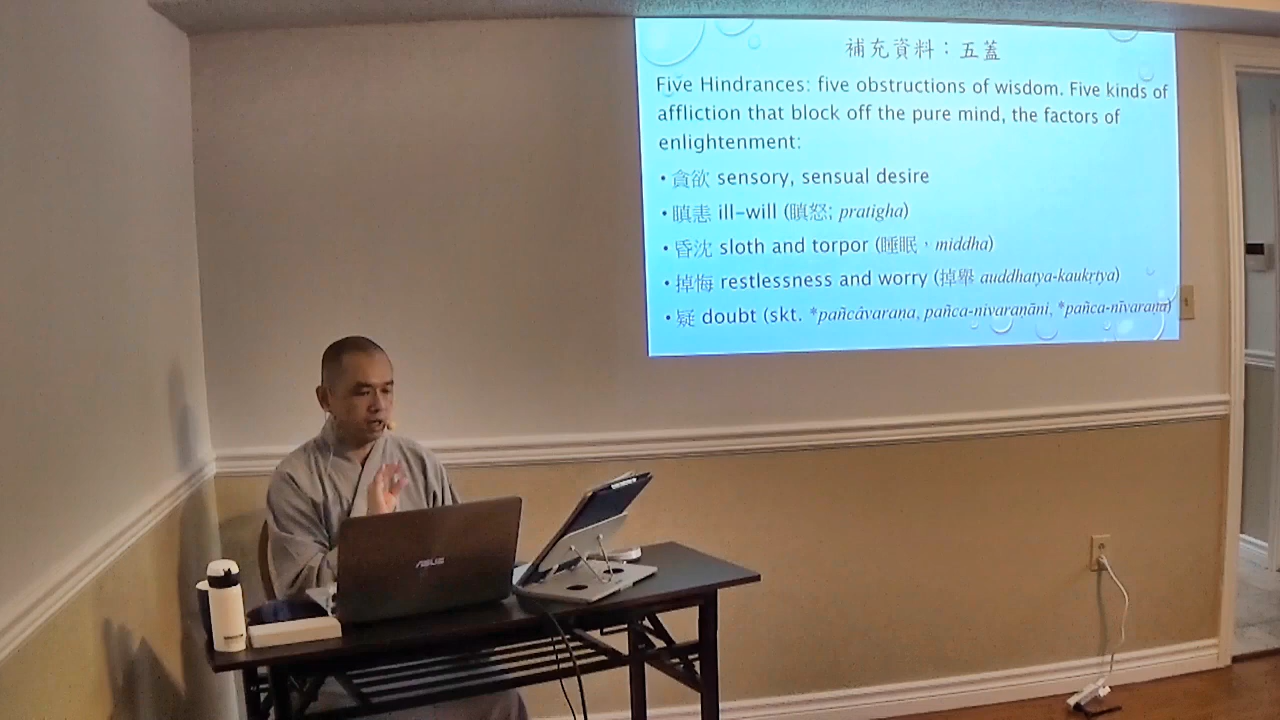 補充資料：五蓋
Five Hindrances: five obstructions of wisdom. Five kinds of
affliction that block off the pure mind, the factors of
enlightenment:
• 貪欲 sensory, sensual desire
• 瞋恚 ill-will (瞋怒; pratigha)
• 昏沈 sloth and torpor (睡眠，middha)
• 掉悔 restlessness and worry (掉舉 auddhatya-kaukṛtya)
• 疑 doubt (skt. *pañcâvaraṇa, pañca-nivaraṇāni, *pañca-nīvaraṇa)
ASUS